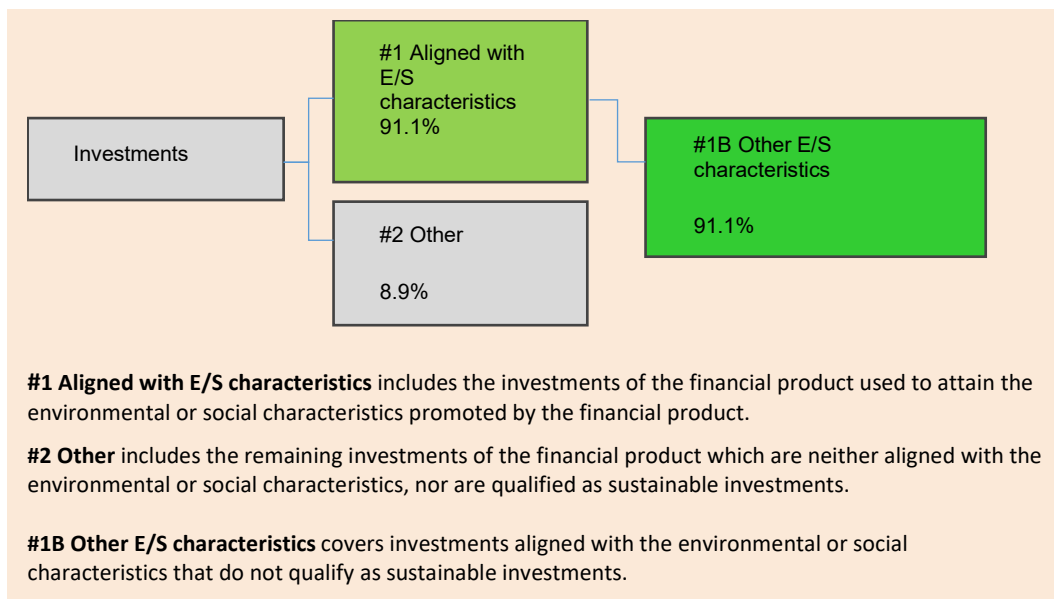 Investments
#1 Aligned with
E/S
characteristics
91.1%
#2 Other
8.9%
#1B Other E/S
characteristics
91.1%
#1 Aligned with E/S characteristics includes the investments of the financial product used to attain the
environmental or social characteristics promoted by the financial product.
#2 Other includes the remaining investments of the financial product which are neither aligned with the
environmental or social characteristics, nor are qualified as sustainable investments.
#1B Other E/S characteristics covers investments aligned with the environmental or social
characteristics that do not qualify as sustainable investments.